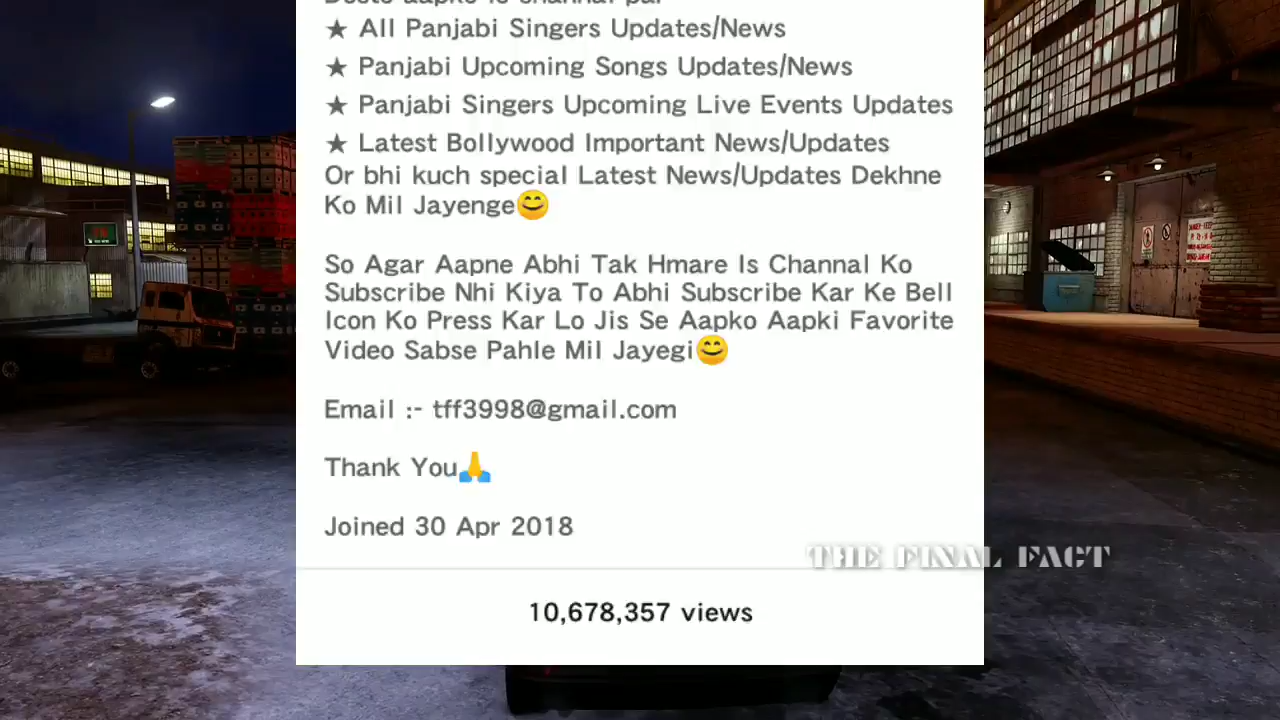 ★ All Panjabi Singers Updates/News
★ Panjabi Upcoming Songs Updates/News
★ Panjabi Singers Upcoming Live Events Updates
★ Latest Bollywood Important News/Updates
Or bhi kuch special Latest News/Updates Dekhne
Ko Mil Jayenge😊
So Agar Aapne Abhi Tak Hmare Is Channal Ko
Subscribe Nhi Kiya To Abhi Subscribe Kar Ke Bell
Icon Ko Press Kar Lo Jis Se Aapko Aapki Favorite
Video Sabse Pahle Mil Jayegi😊
Email :- tff3998@gmail.com
Thank You🙏
Joined 30 Apr 2018
THE FINAL FACT
10,678,357 views